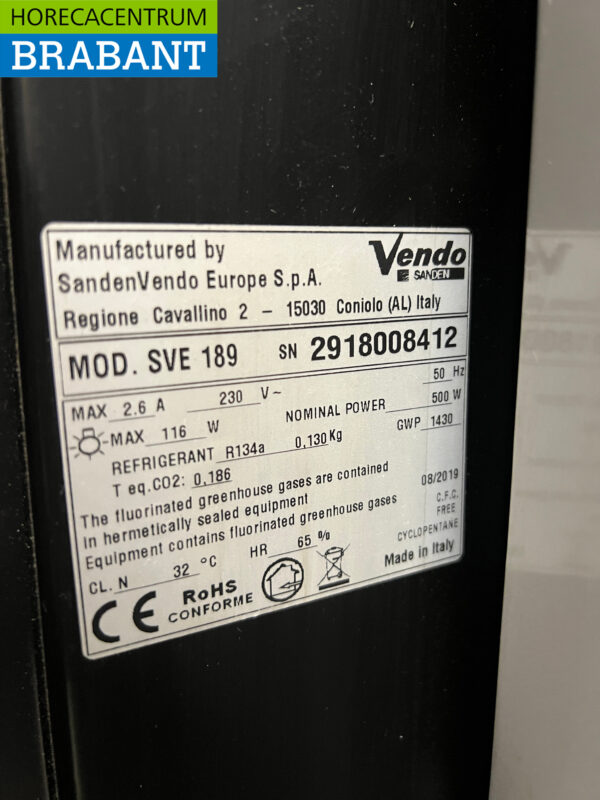 HORECACENTRUM
BRABANT
Manufactured by
SandenVendo Europe S.p.A.
Regione Cavallino 2 – 15030 Coniolo (AL) Italy
Vendo
SANDEN
MOD. SVE 189 SN 2918008412
MAX 2.6 A 230 V~ 50 Hz
MAX 116 W NOMINAL POWER 500 W
REFRIGERANT R134a 0,130 Kg GWP 1430
T eq.CO2: 0,186
The fluorinated greenhouse gases are contained
In hermetically sealed equipment
Equipment contains fluorinated greenhouse gases
08/2019
C.F.C.
FREE
CYCLOPENTANE
CL. N 32 °C HR 65 %
Made in Italy
CE RoHS
CONFORME